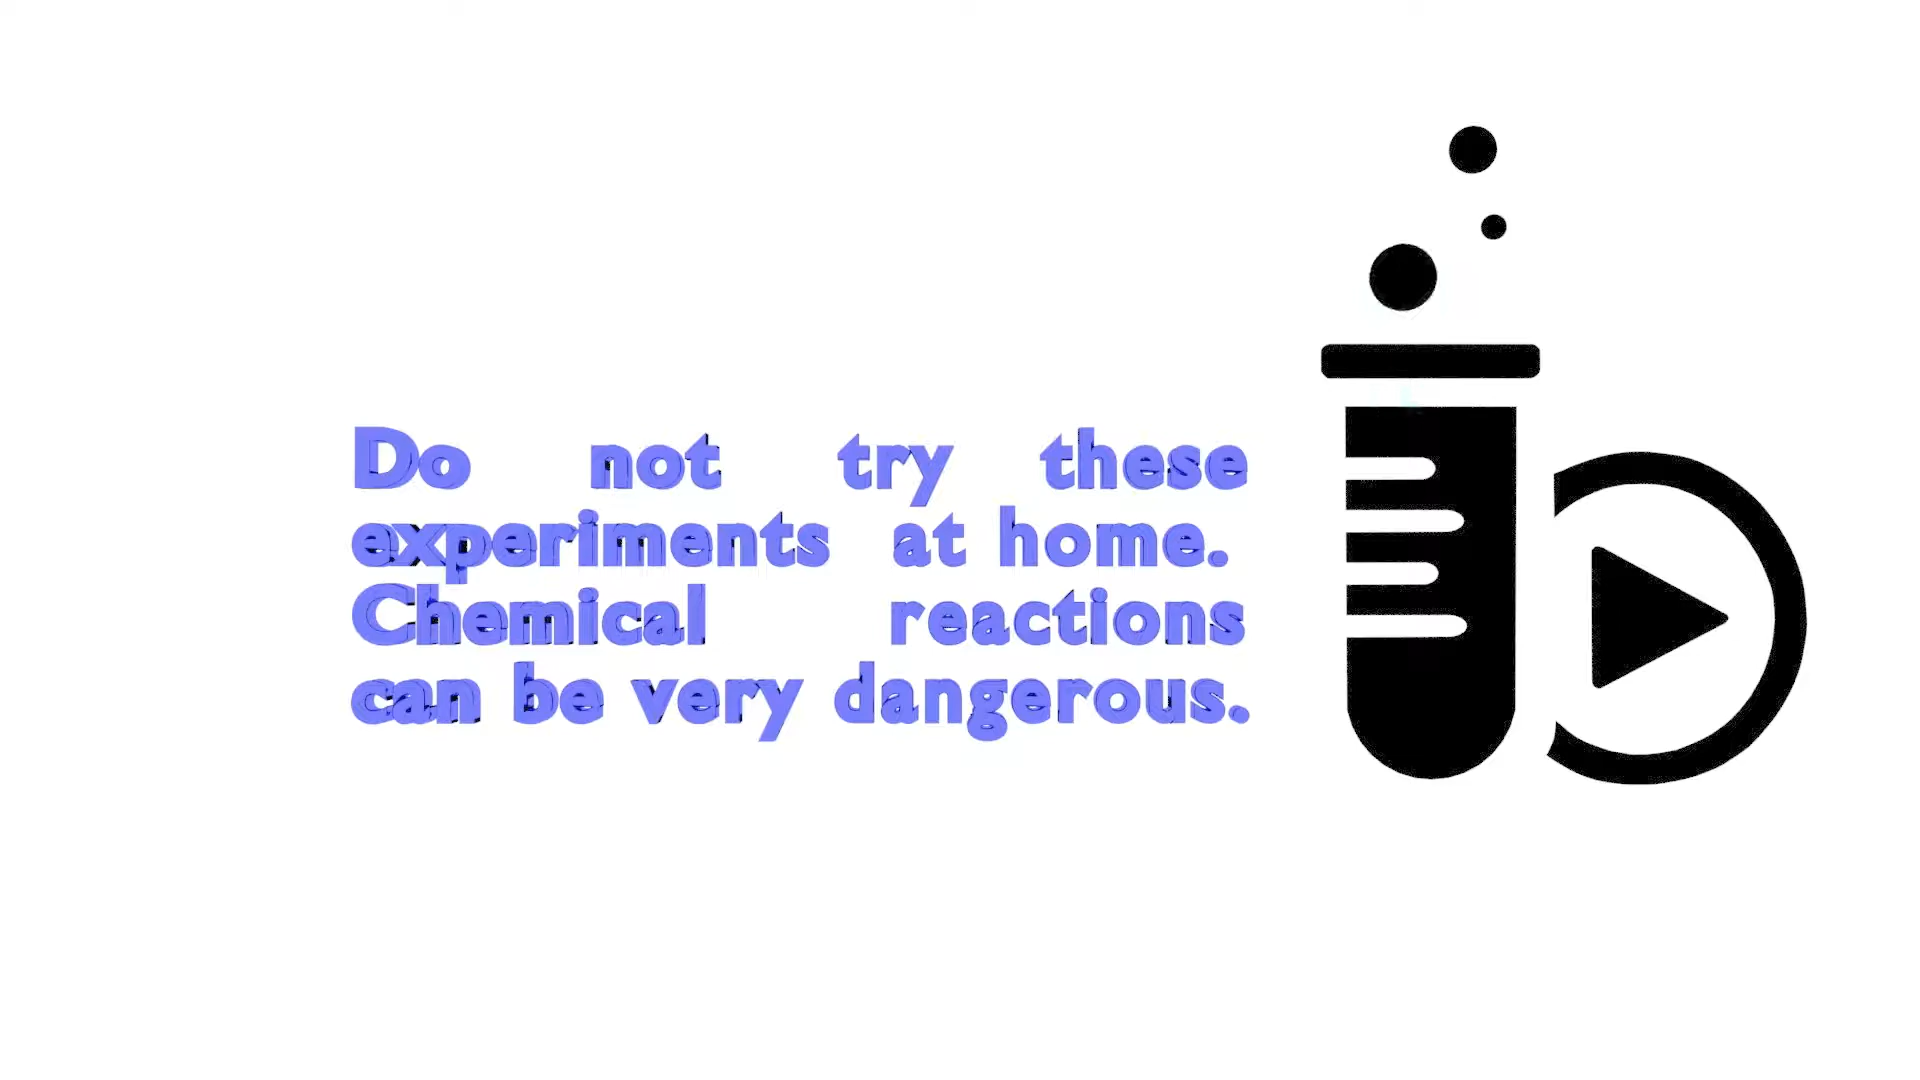 Do not try these
experiments at home.
Chemical reactions
can be very dangerous.